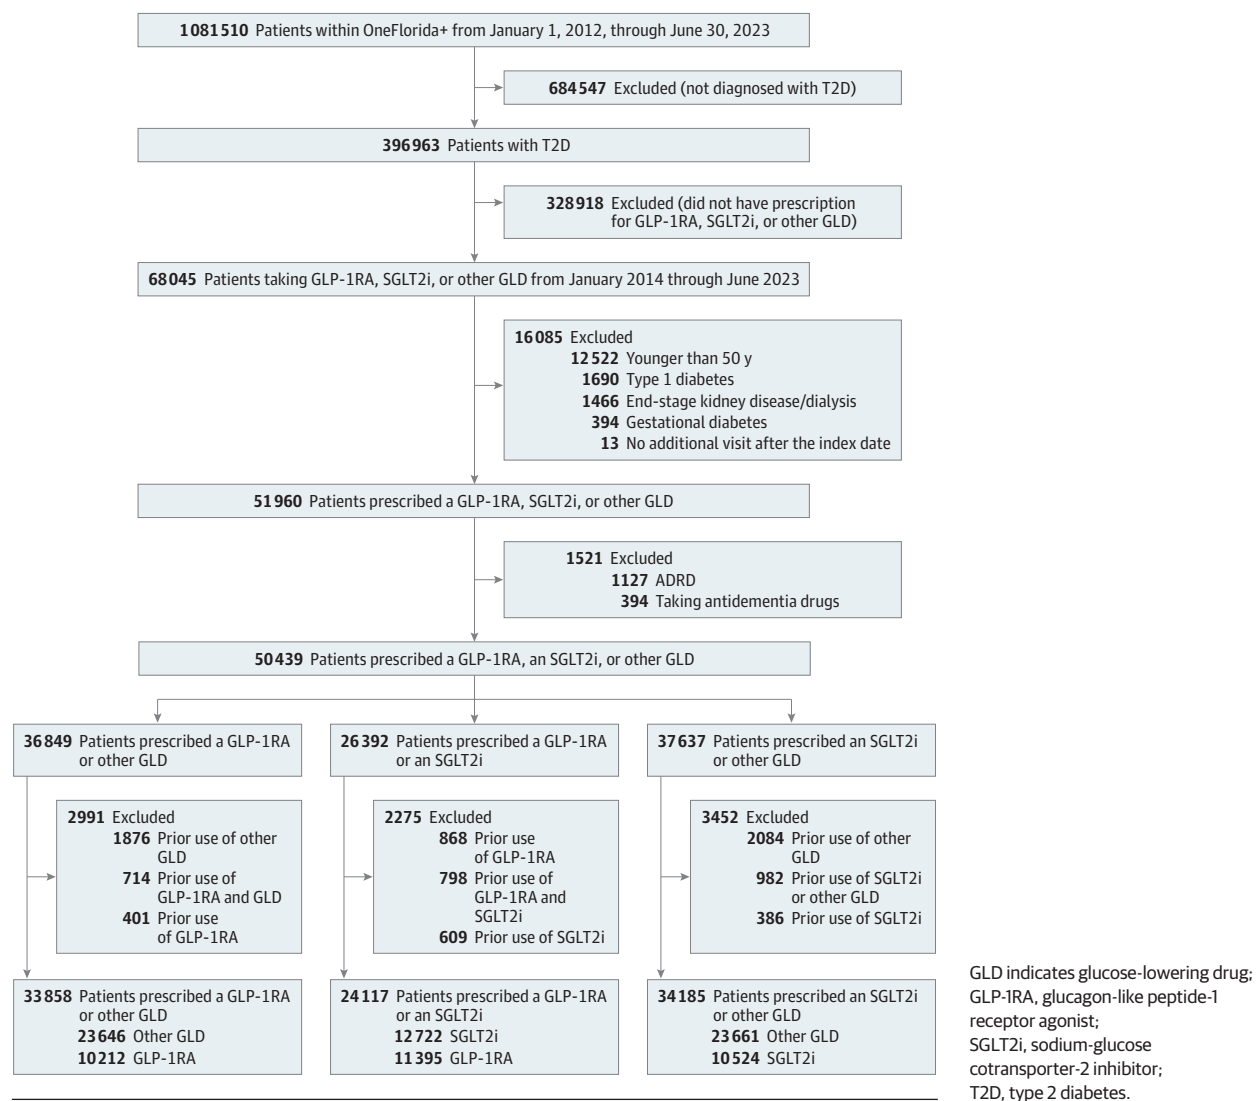 1081510 Patients within OneFlorida+ from January 1, 2012, through June 30, 2023
684547 Excluded (not diagnosed with T2D)
396963 Patients with T2D
328918 Excluded (did not have prescription
for GLP-1RA, SGLT2i, or other GLD)
68045 Patients taking GLP-1RA, SGLT2i, or other GLD from January 2014 through June 2023
16085 Excluded
12522 Younger than 50 y
1690 Type 1 diabetes
1466 End-stage kidney disease/dialysis
394 Gestational diabetes
13 No additional visit after the index date
51960 Patients prescribed a GLP-1RA, SGLT2i, or other GLD
1521 Excluded
1127 ADRD
394 Taking antidementia drugs
50439 Patients prescribed a GLP-1RA, an SGLT2i, or other GLD
36849 Patients prescribed a GLP-1RA
or other GLD
2991 Excluded
1876 Prior use of other
GLD
714 Prior use of
GLP-1RA and GLD
401 Prior use
of GLP-1RA
33858 Patients prescribed a GLP-1RA
or other GLD
23646 Other GLD
10212 GLP-1RA
26392 Patients prescribed a GLP-1RA
or an SGLT2i
2275 Excluded
868 Prior use
of GLP-1RA
798 Prior use of
GLP-1RA and
SGLT2i
609 Prior use of SGLT2i
24117 Patients prescribed a GLP-1RA
or an SGLT2i
12722 SGLT2i
11395 GLP-1RA
37637 Patients prescribed an SGLT2i
or other GLD
3452 Excluded
2084 Prior use of other
GLD
982 Prior use of SGLT2i
or other GLD
386 Prior use of SGLT2i
34185 Patients prescribed an SGLT2i
or other GLD
23661 Other GLD
10524 SGLT2i
GLD indicates glucose-lowering drug;
GLP-1RA, glucagon-like peptide-1
receptor agonist;
SGLT2i, sodium-glucose
cotransporter-2 inhibitor;
T2D, type 2 diabetes.